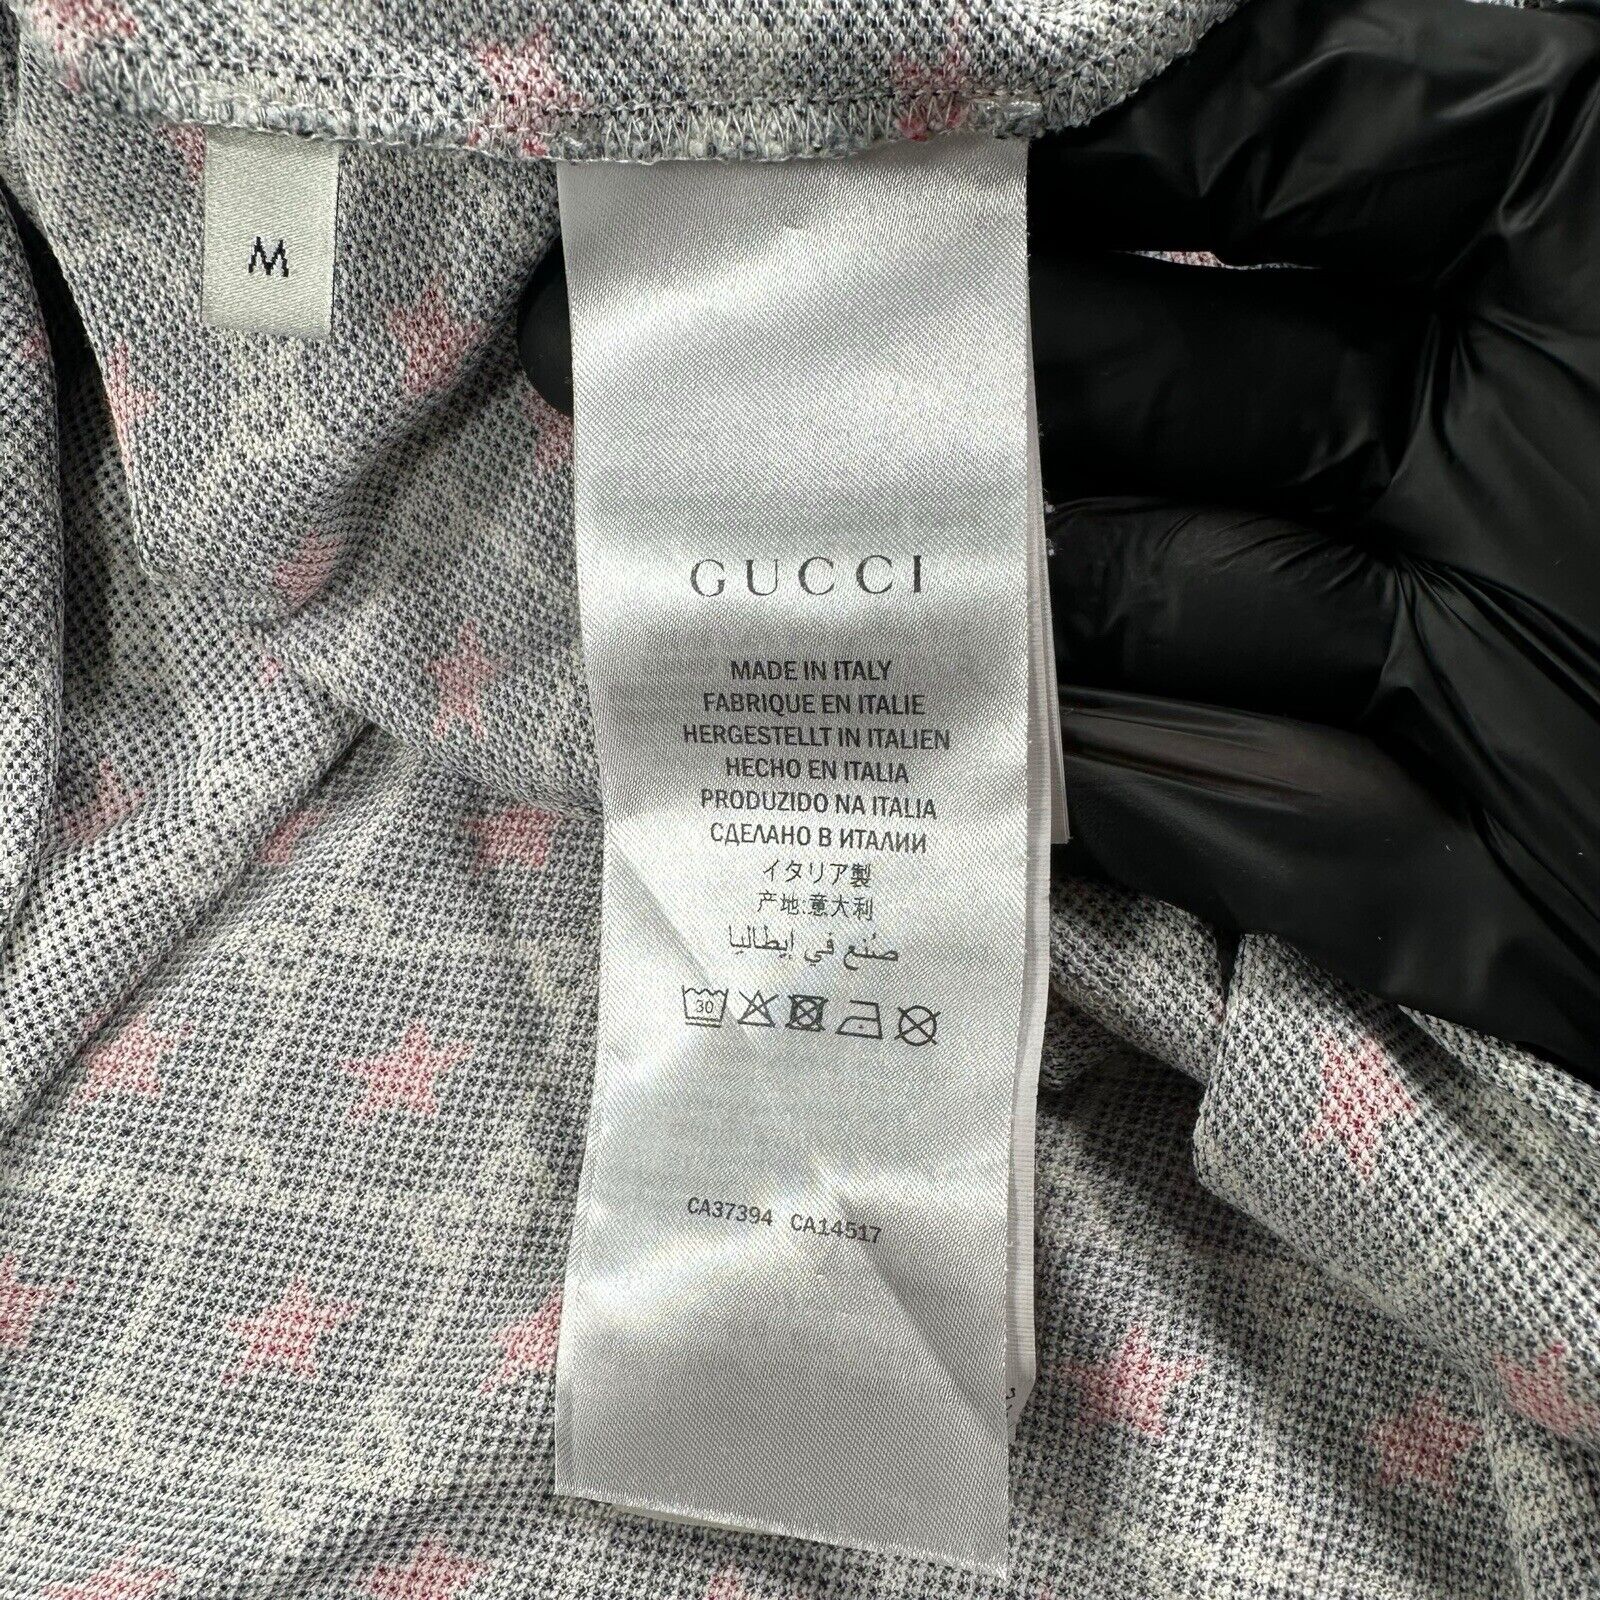 M
GUCCI
MADE IN ITALY
FABRIQUE EN ITALIE
HERGESTELLT IN ITALIEN
HECHO EN ITALIA
PRODUZIDO NA ITALIA
СДЕЛАНО В ИТАЛИИ
イタリア製
产地:意大利
صُنع في إيطاليا
30
CA37394 CA14517